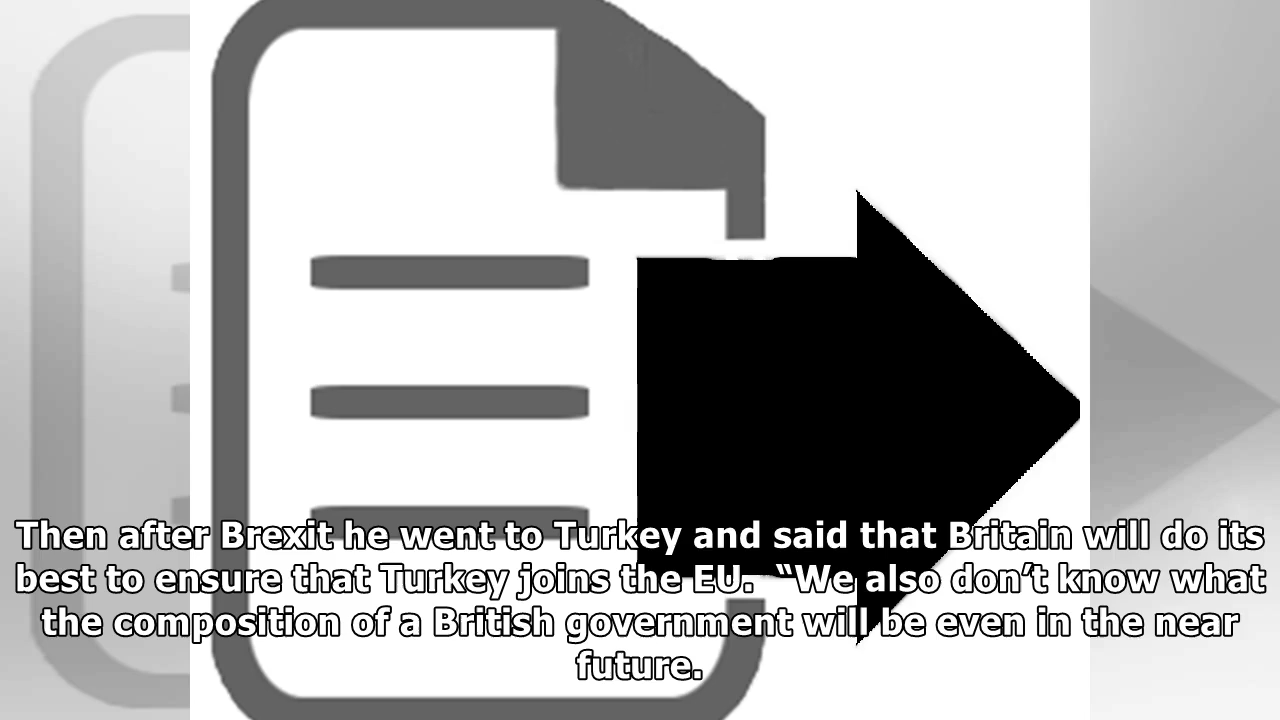 Then after Brexit he went to Turkey and said that Britain will do its
best to ensure that Turkey joins the EU.  “We also don’t know what
the composition of a British government will be even in the near
future.